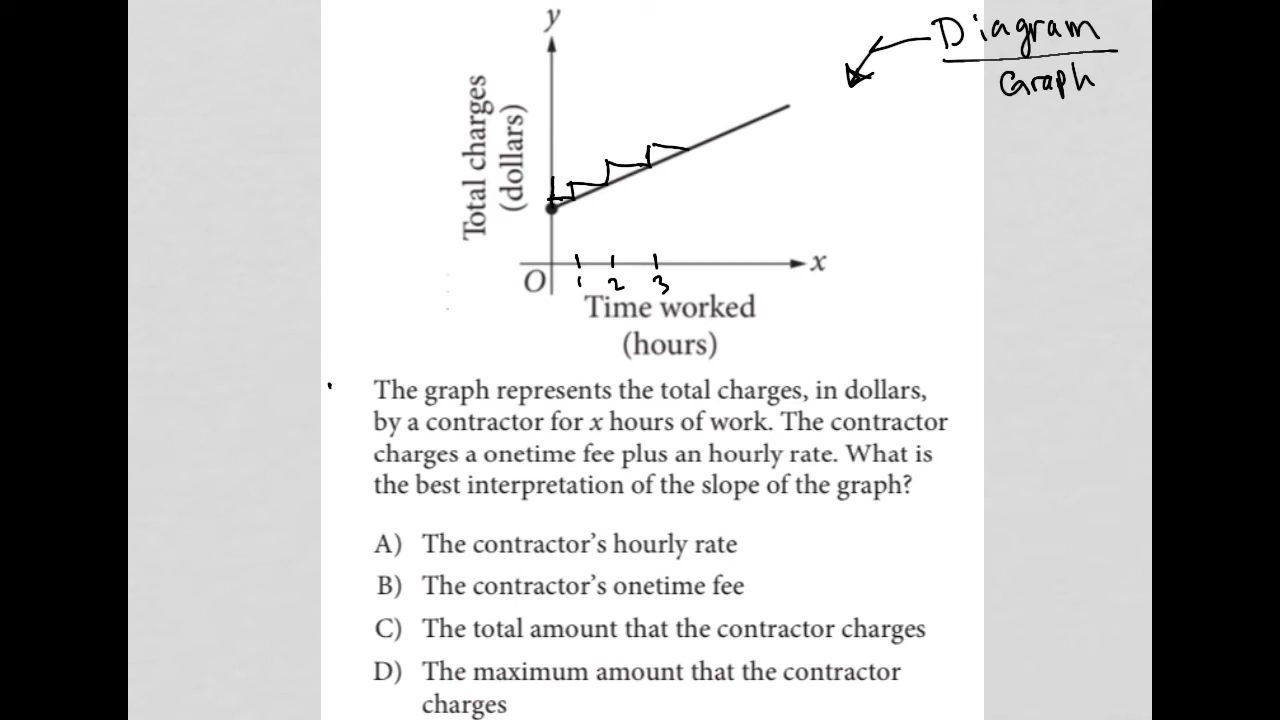 y
Diagram
Graph
Total charges
(dollars)
x
O
1 2 3
Time worked
(hours)
The graph represents the total charges, in dollars,
by a contractor for x hours of work. The contractor
charges a onetime fee plus an hourly rate. What is
the best interpretation of the slope of the graph?
A) The contractor's hourly rate
B) The contractor's onetime fee
C) The total amount that the contractor charges
D) The maximum amount that the contractor
charges